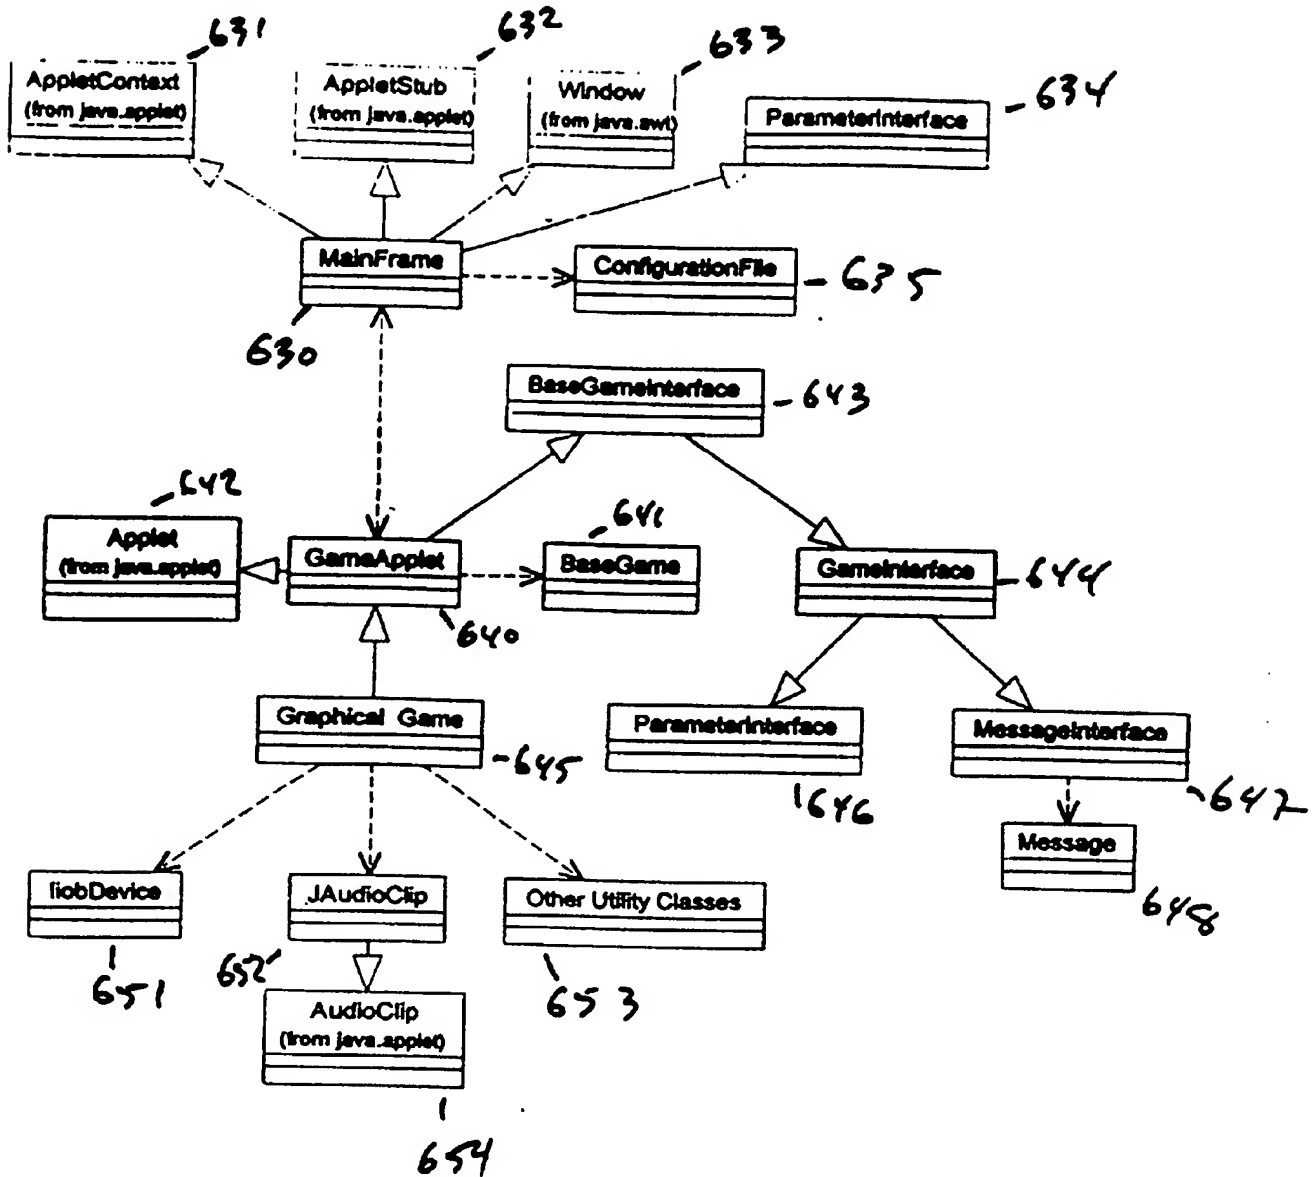 631
632
633
AppletContext
(from java.applet)
AppletStub
(from java.applet)
Window
(from java.awt)
ParameterInterface
634
MainFrame
630
ConfigurationFile
635
BaseGameInterface
643
642
Applet
(from java.applet)
GameApplet
640
641
BaseGame
GameInterface
644
Graphical Game
645
ParameterInterface
646
MessageInterface
647
Message
648
651
JAudioClip
652
Other Utility Classes
653
AudioClip
(from java.applet)
654